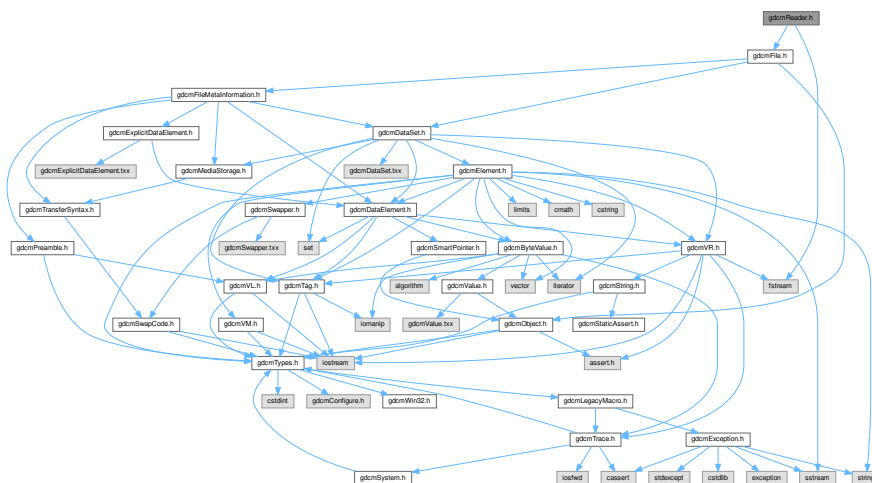 gdcmReader.h
gdcmFile.h
gdcmFileMetaInformation.h
gdcmExplicitDataElement.h
gdcmDataSet.h
gdcmExplicitDataElement.txx
gdcmMediaStorage.h
gdcmDataSet.txx
gdcmElement.h
gdcmTransferSyntax.h
gdcmSwapper.h
gdcmDataElement.h
limits
cmath
cstring
gdcmPreamble.h
gdcmSwapper.txx
set
gdcmSmartPointer.h
gdcmByteValue.h
gdcmVR.h
gdcmVL.h
gdcmTag.h
algorithm
gdcmValue.h
vector
iterator
gdcmString.h
fstream
gdcmSwapCode.h
gdcmVM.h
iomanip
gdcmValue.txx
gdcmObject.h
gdcmStaticAssert.h
gdcmTypes.h
iostream
assert.h
cstdint
gdcmConfigure.h
gdcmWin32.h
gdcmLegacyMacro.h
gdcmTrace.h
gdcmException.h
gdcmSystem.h
iosfwd
cassert
stdexcept
cstdlib
exception
sstream
string